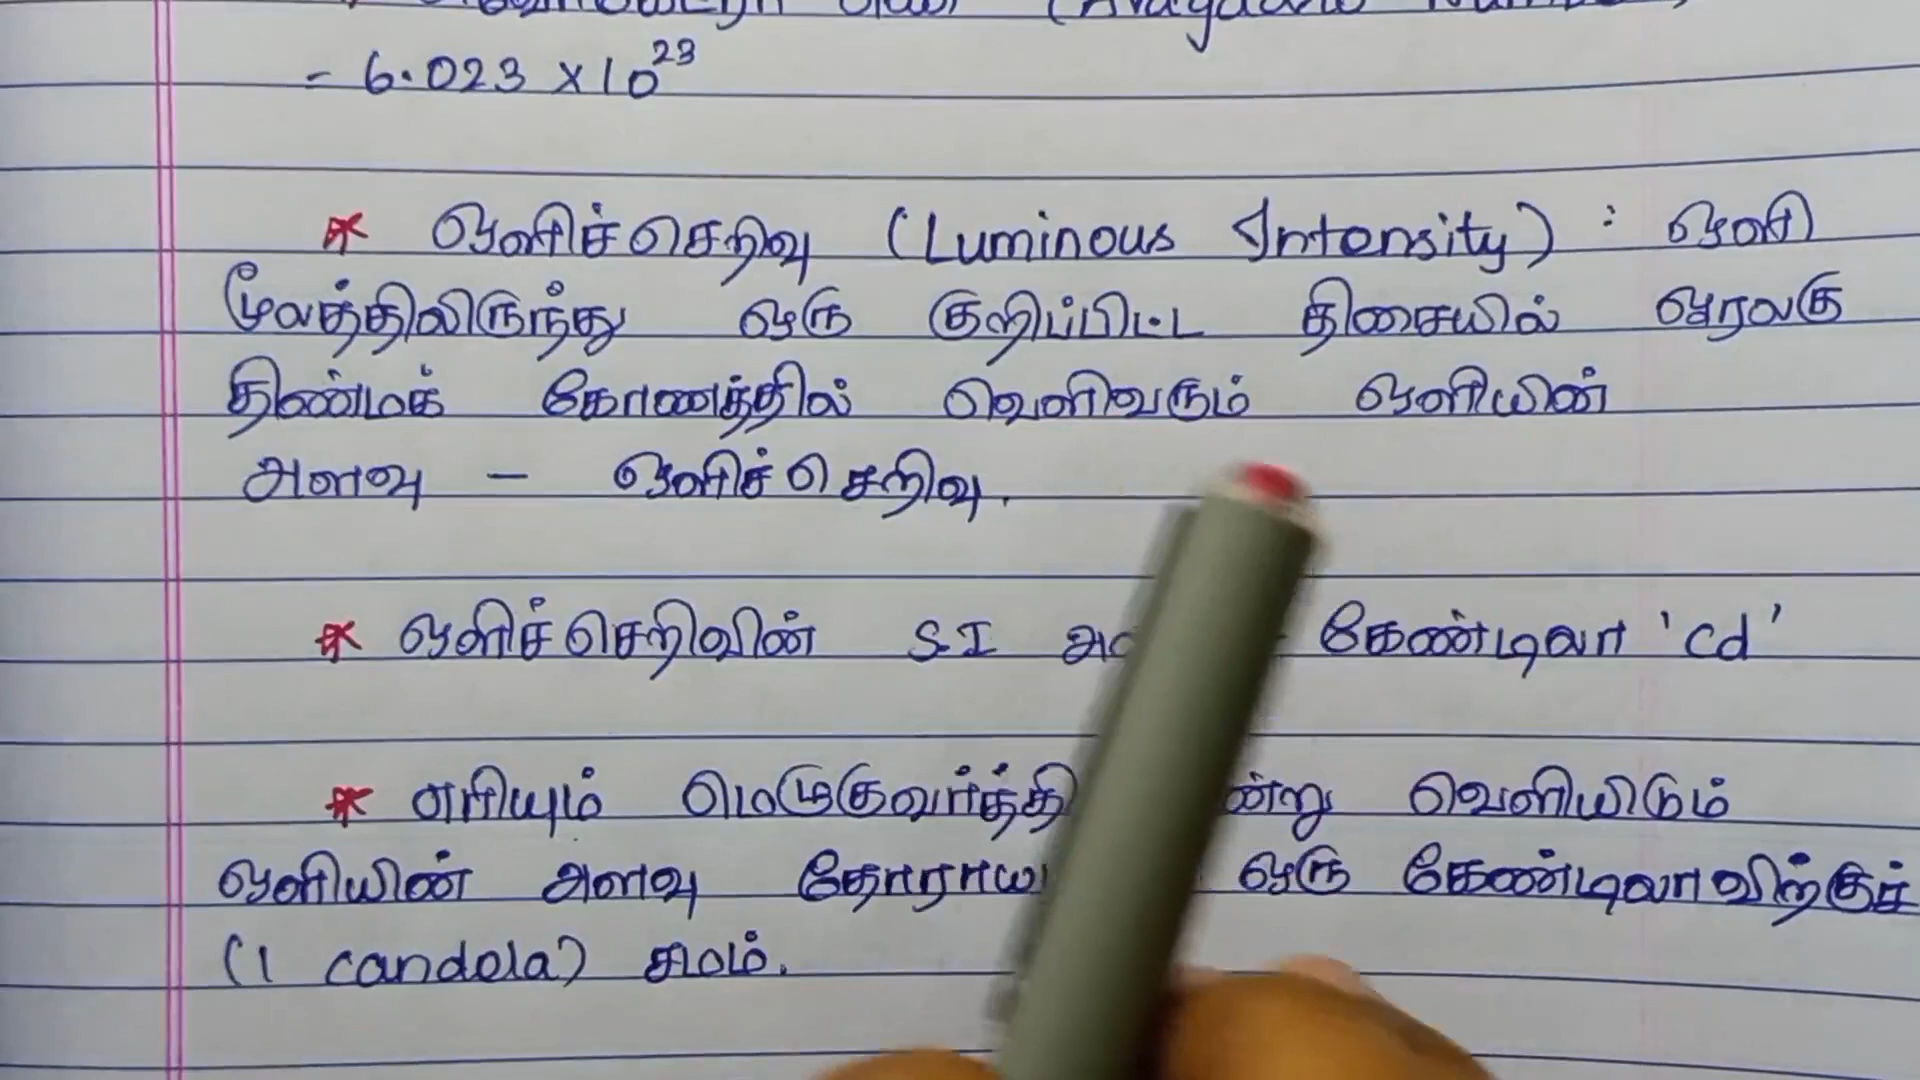 = 6.023 × 10²³
* ஒளிச்செறிவு (Luminous Intensity) : ஒளி
மூலத்திலிருந்து ஒரு குறிப்பிட்ட திசையில் ஓரலகு
திண்மக் கோணத்தில் வெளிவரும் ஒளியின்
அளவு – ஒளிச்செறிவு.
* ஒளிச்செறிவின் SI கேண்டிலா 'cd'
* எரியும் வெளியிடும்
ஒளியின் அளவு ஒரு கேண்டிலாவிற்குச்
(1 candela) சமம்.